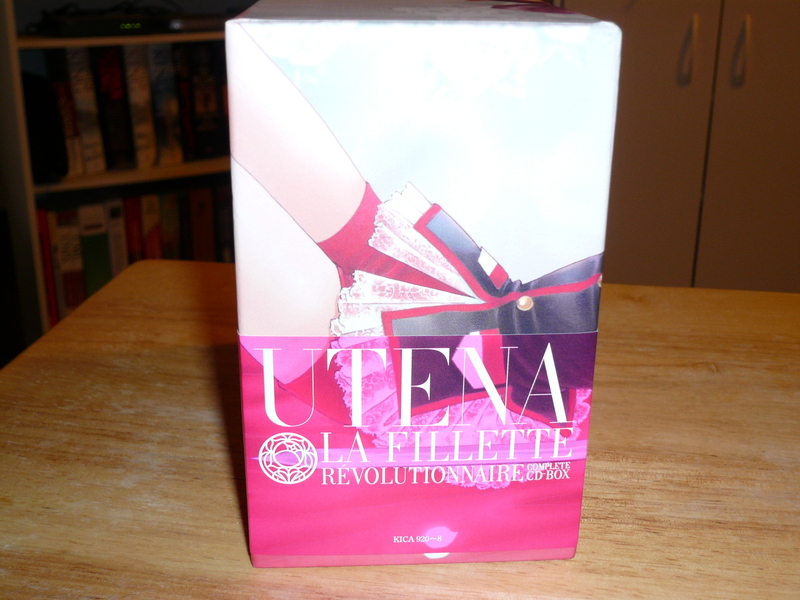 UTENA
LA FILLETTE
RÉVOLUTIONNAIRE COMPLETE CD-BOX
KICA 920~8